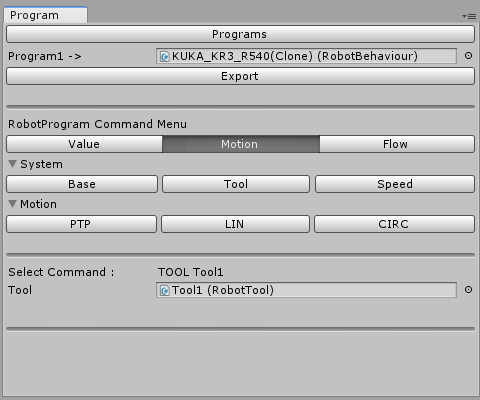 Program
Programs
Program1 -> KUKA_KR3_R540(Clone) (RobotBehaviour)
Export
RobotProgram Command Menu
Value Motion Flow
System
Base Tool Speed
Motion
PTP LIN CIRC
Select Command : TOOL Tool1
Tool Tool1 (RobotTool)